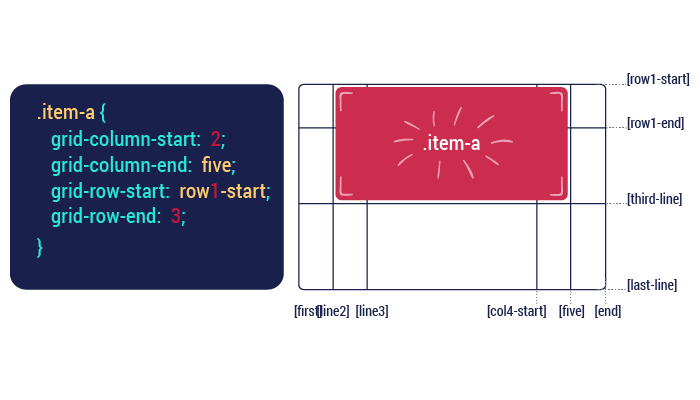 .item-a {
grid-column-start: 2;
grid-column-end: five;
grid-row-start: row1-start;
grid-row-end: 3;
}
.item-a
[row1-start]
[row1-end]
[third-line]
[last-line]
[first] [line2] [line3] [col4-start] [five] [end]